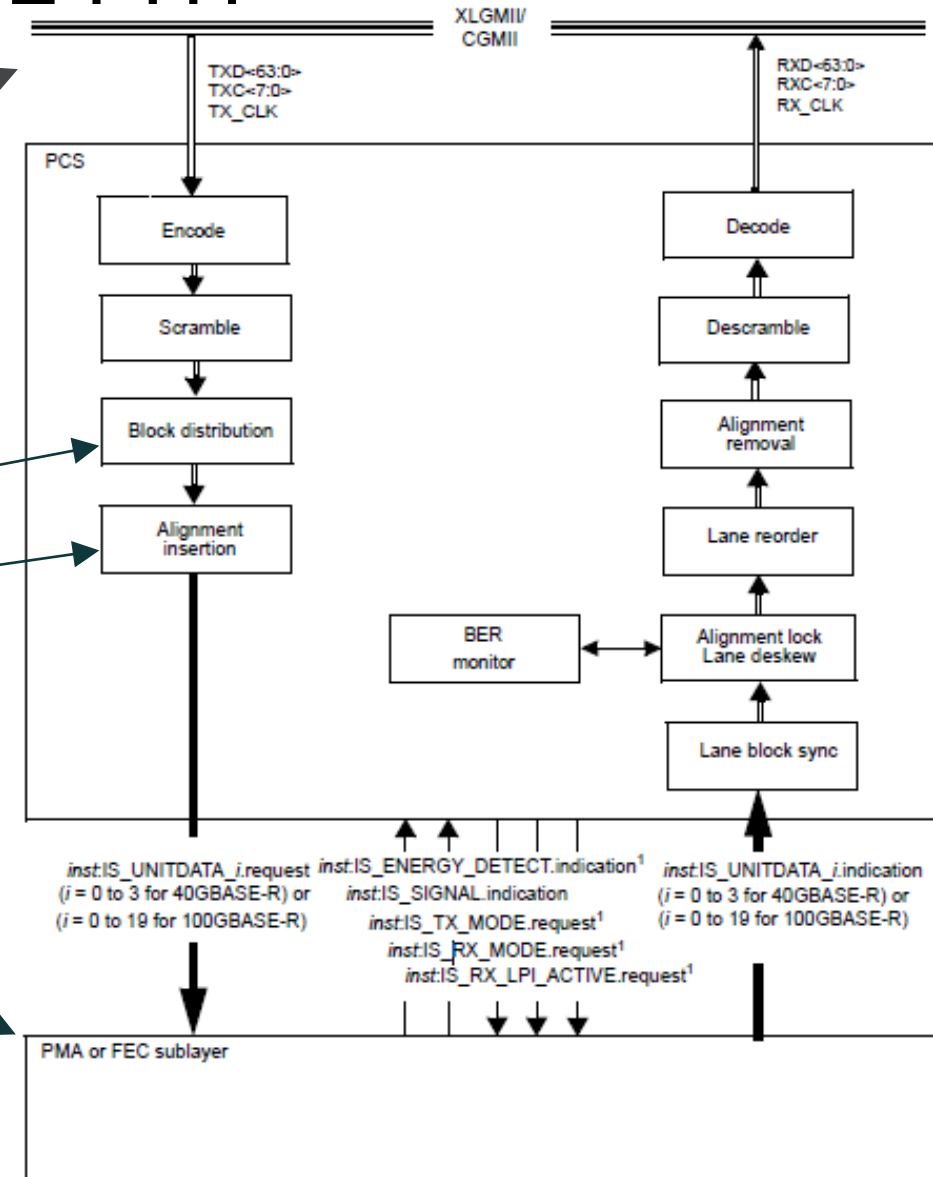 XLGMII/
CGMII
TXD<63:0>
TXC<7:0>
TX_CLK
RXD<63:0>
RXC<7:0>
RX_CLK
PCS
Encode
Decode
Scramble
Descramble
Block distribution
Alignment
removal
Alignment
insertion
Lane reorder
BER
monitor
Alignment lock
Lane deskew
Lane block sync
inst:IS_UNITDATA_i.request
(i = 0 to 3 for 40GBASE-R) or
(i = 0 to 19 for 100GBASE-R)
inst:IS_ENERGY_DETECT.indication¹
inst:IS_SIGNAL.indication
inst:IS_TX_MODE.request¹
inst:IS_RX_MODE.request¹
inst:IS_RX_LPI_ACTIVE.request¹
inst:IS_UNITDATA_i.indication
(i = 0 to 3 for 40GBASE-R) or
(i = 0 to 19 for 100GBASE-R)
PMA or FEC sublayer